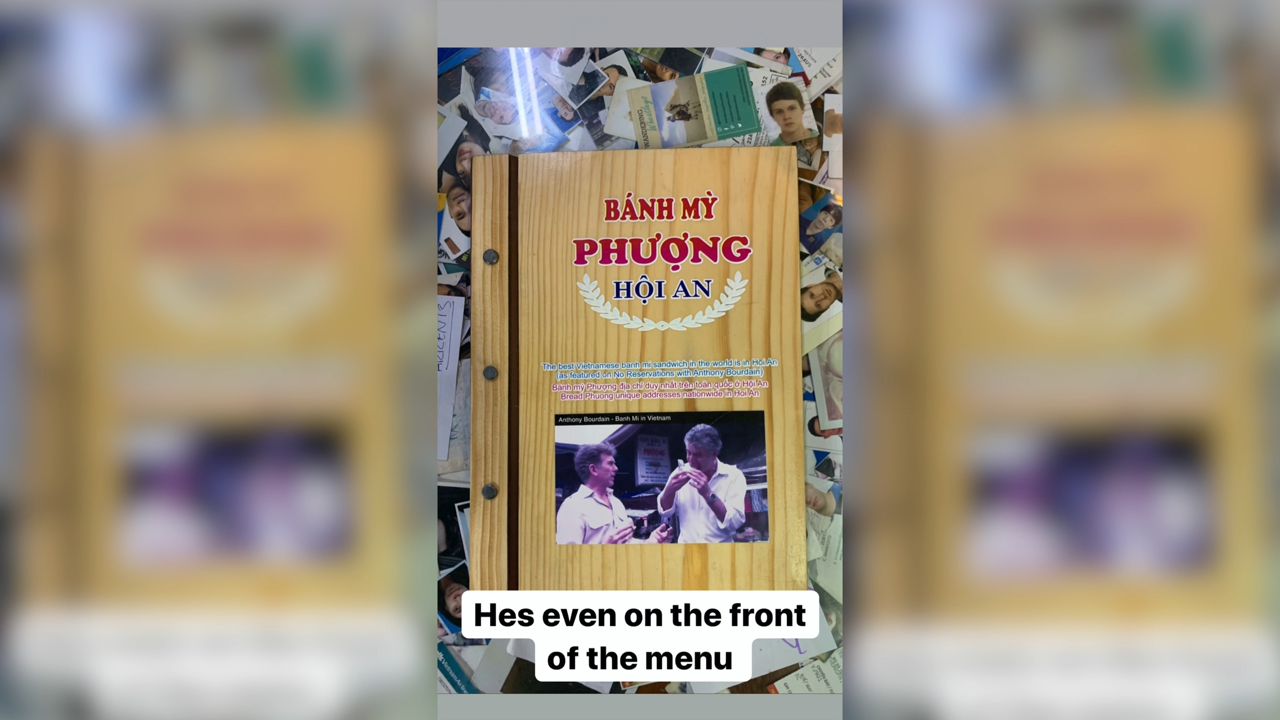 BÁNH MỲ
PHƯỢNG
HỘI AN
The best Vietnamese banh mi sandwich in the world is in Hội An
(as featured on No Reservations with Anthony Bourdain)
Bánh mỳ Phượng địa chỉ duy nhất trên toàn quốc ở Hội An
Bread Phuong unique addresses nationwide in Hoi An
Anthony Bourdain - Banh Mi in Vietnam
PHƯỢNG
Hes even on the front
of the menu